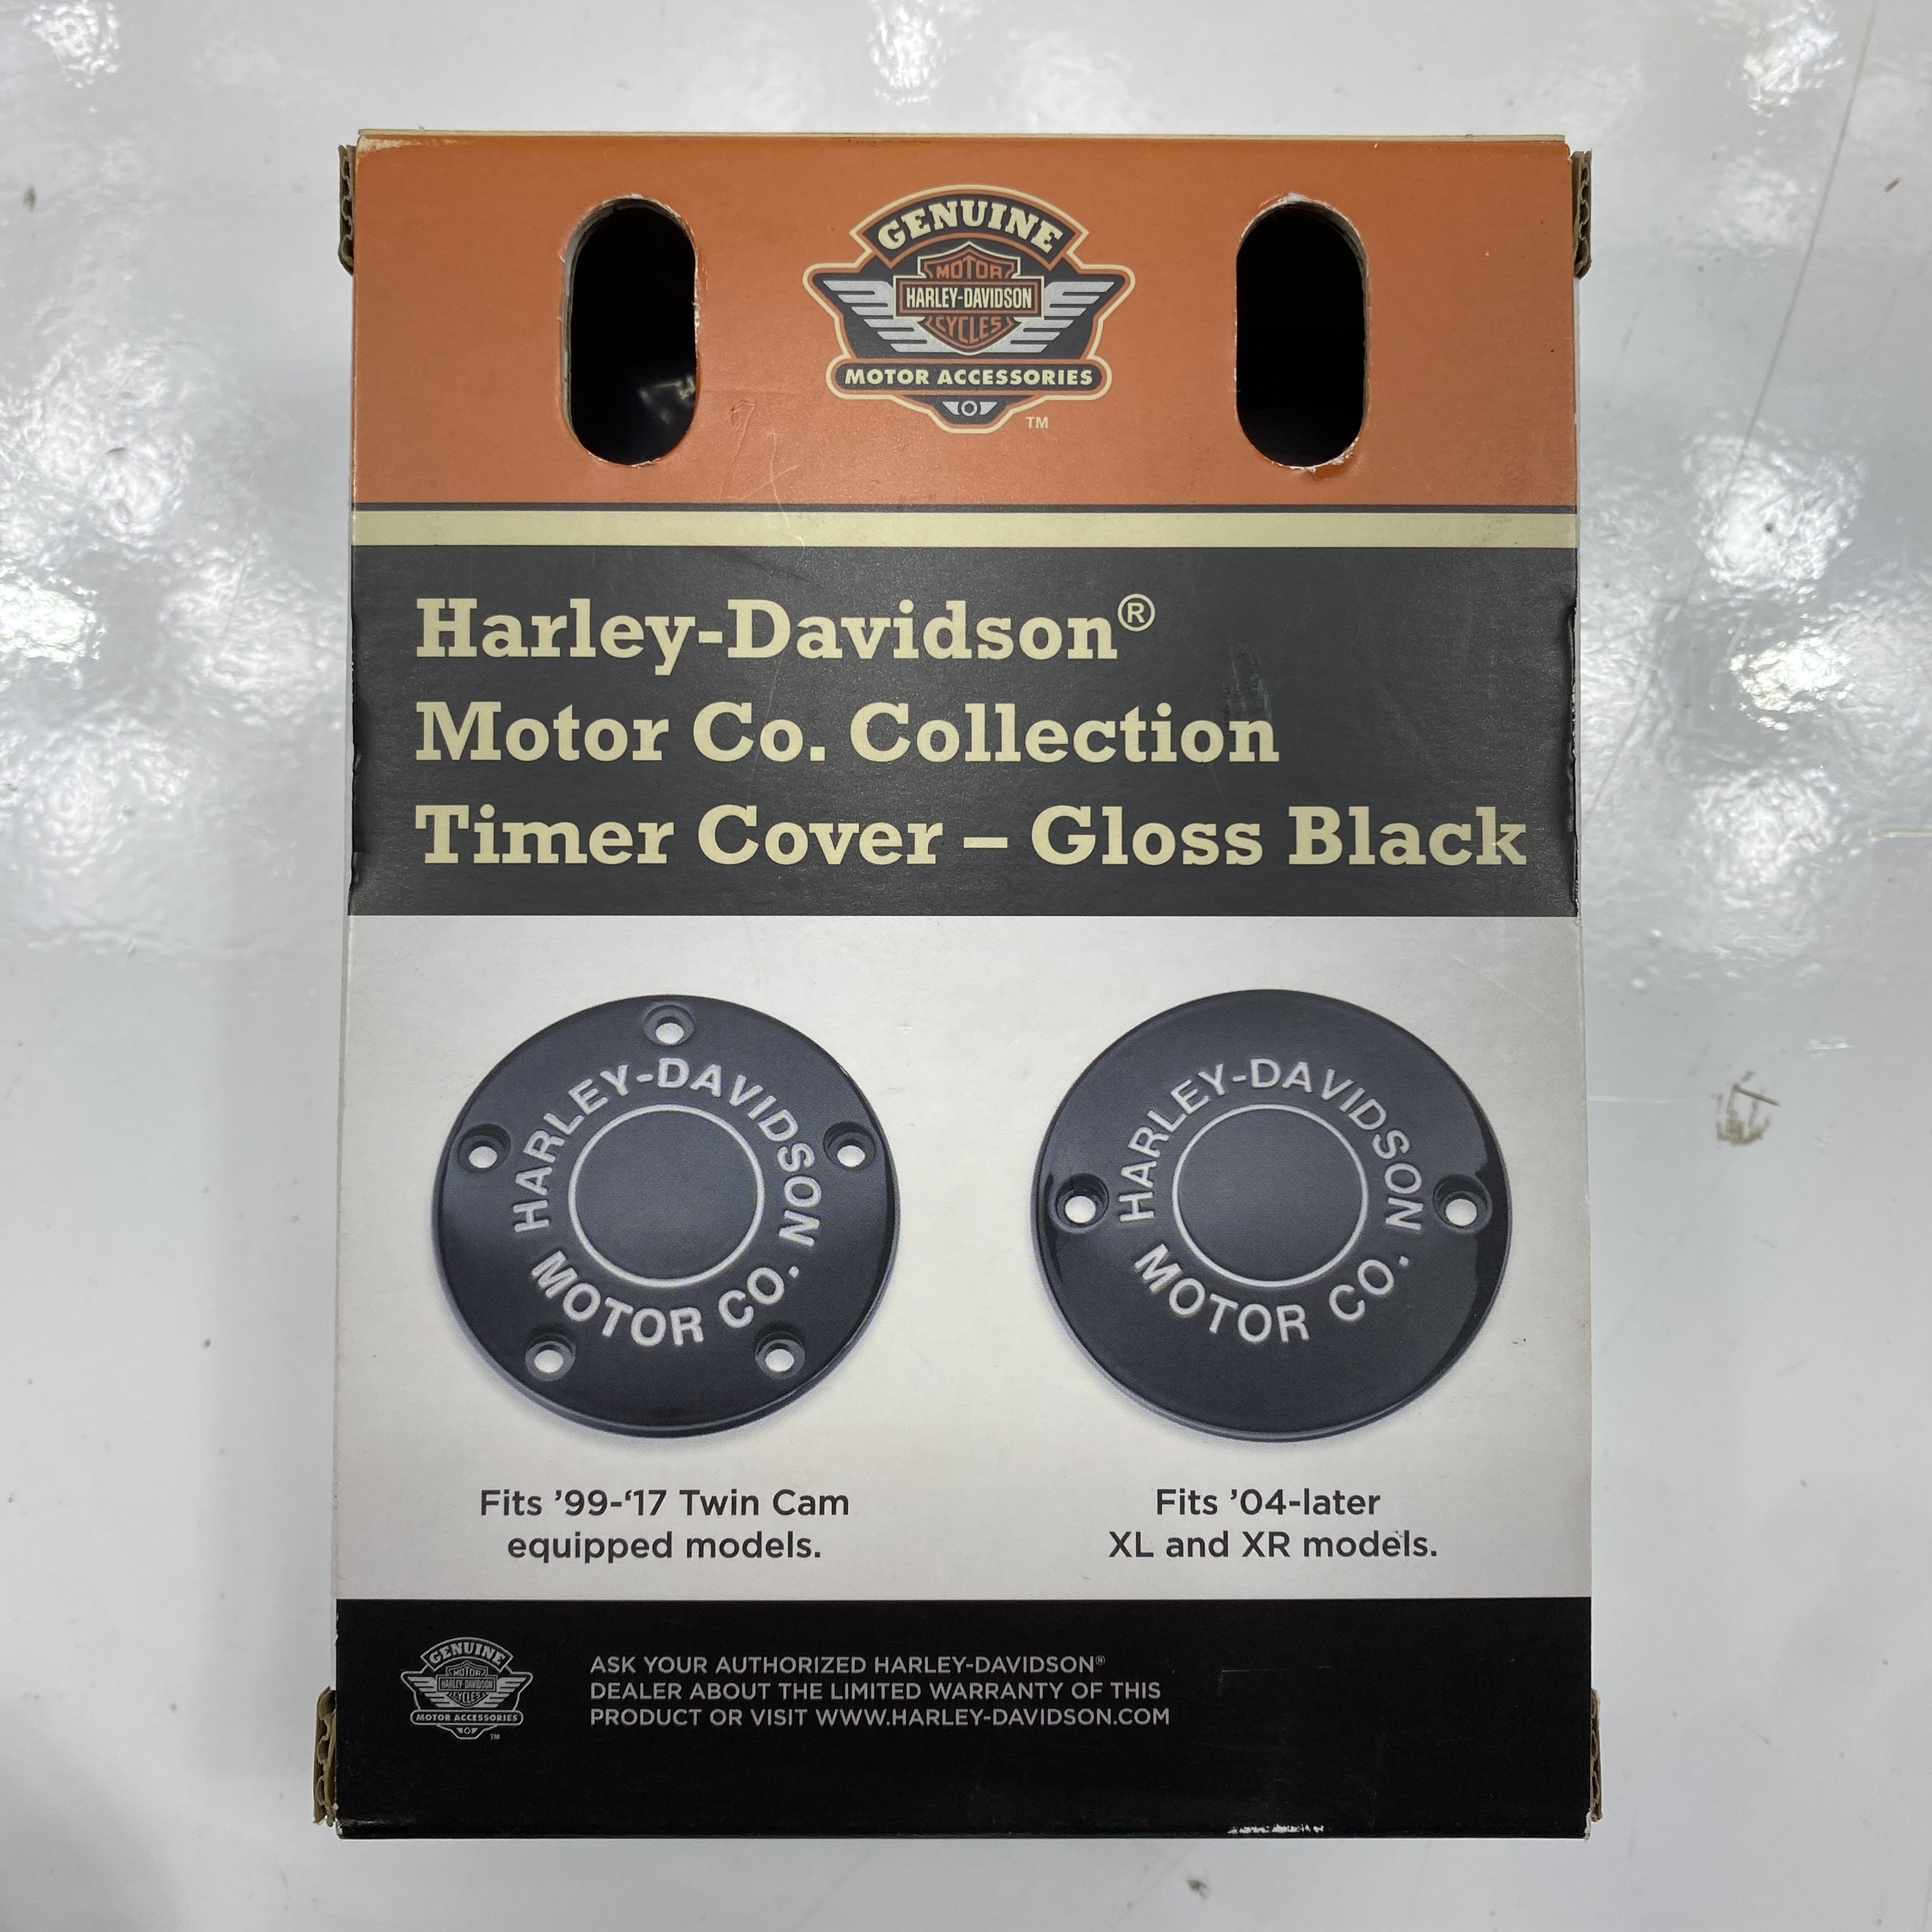 GENUINE
MOTOR
HARLEY-DAVIDSON
CYCLES
MOTOR ACCESSORIES
TM
Harley-Davidson®
Motor Co. Collection
Timer Cover – Gloss Black
HARLEY-DAVIDSON
MOTOR CO.
HARLEY-DAVIDSON
MOTOR CO.
Fits ’99-‘17 Twin Cam
equipped models.
Fits ’04-later
XL and XR models.
GENUINE
MOTOR
HARLEY-DAVIDSON
CYCLES
MOTOR ACCESSORIES
TM
ASK YOUR AUTHORIZED HARLEY-DAVIDSON®
DEALER ABOUT THE LIMITED WARRANTY OF THIS
PRODUCT OR VISIT WWW.HARLEY-DAVIDSON.COM